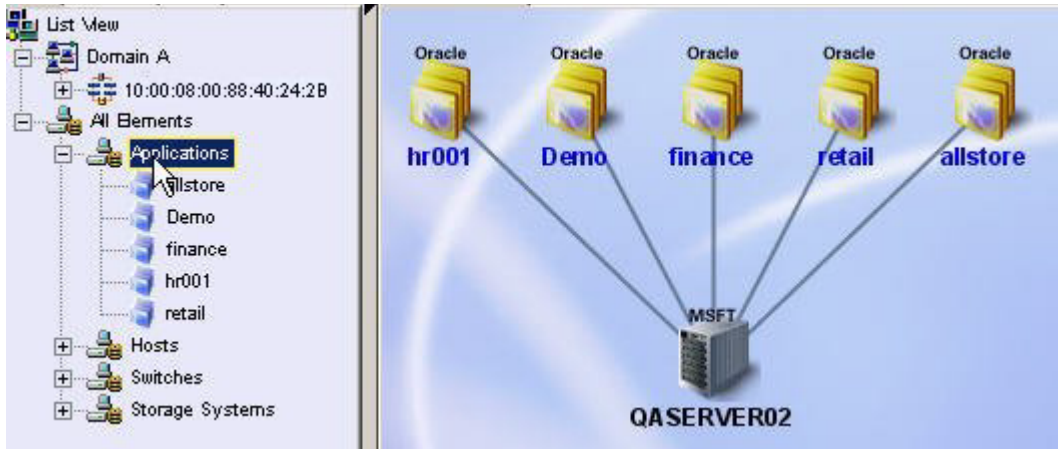 List View
Domain A
10:00:08:00:88:40:24:2B
All Elements
Applications
allstore
Demo
finance
hr001
retail
Hosts
Switches
Storage Systems
Oracle Oracle Oracle Oracle Oracle
hr001 Demo finance retail allstore
MSFT
QASERVER02